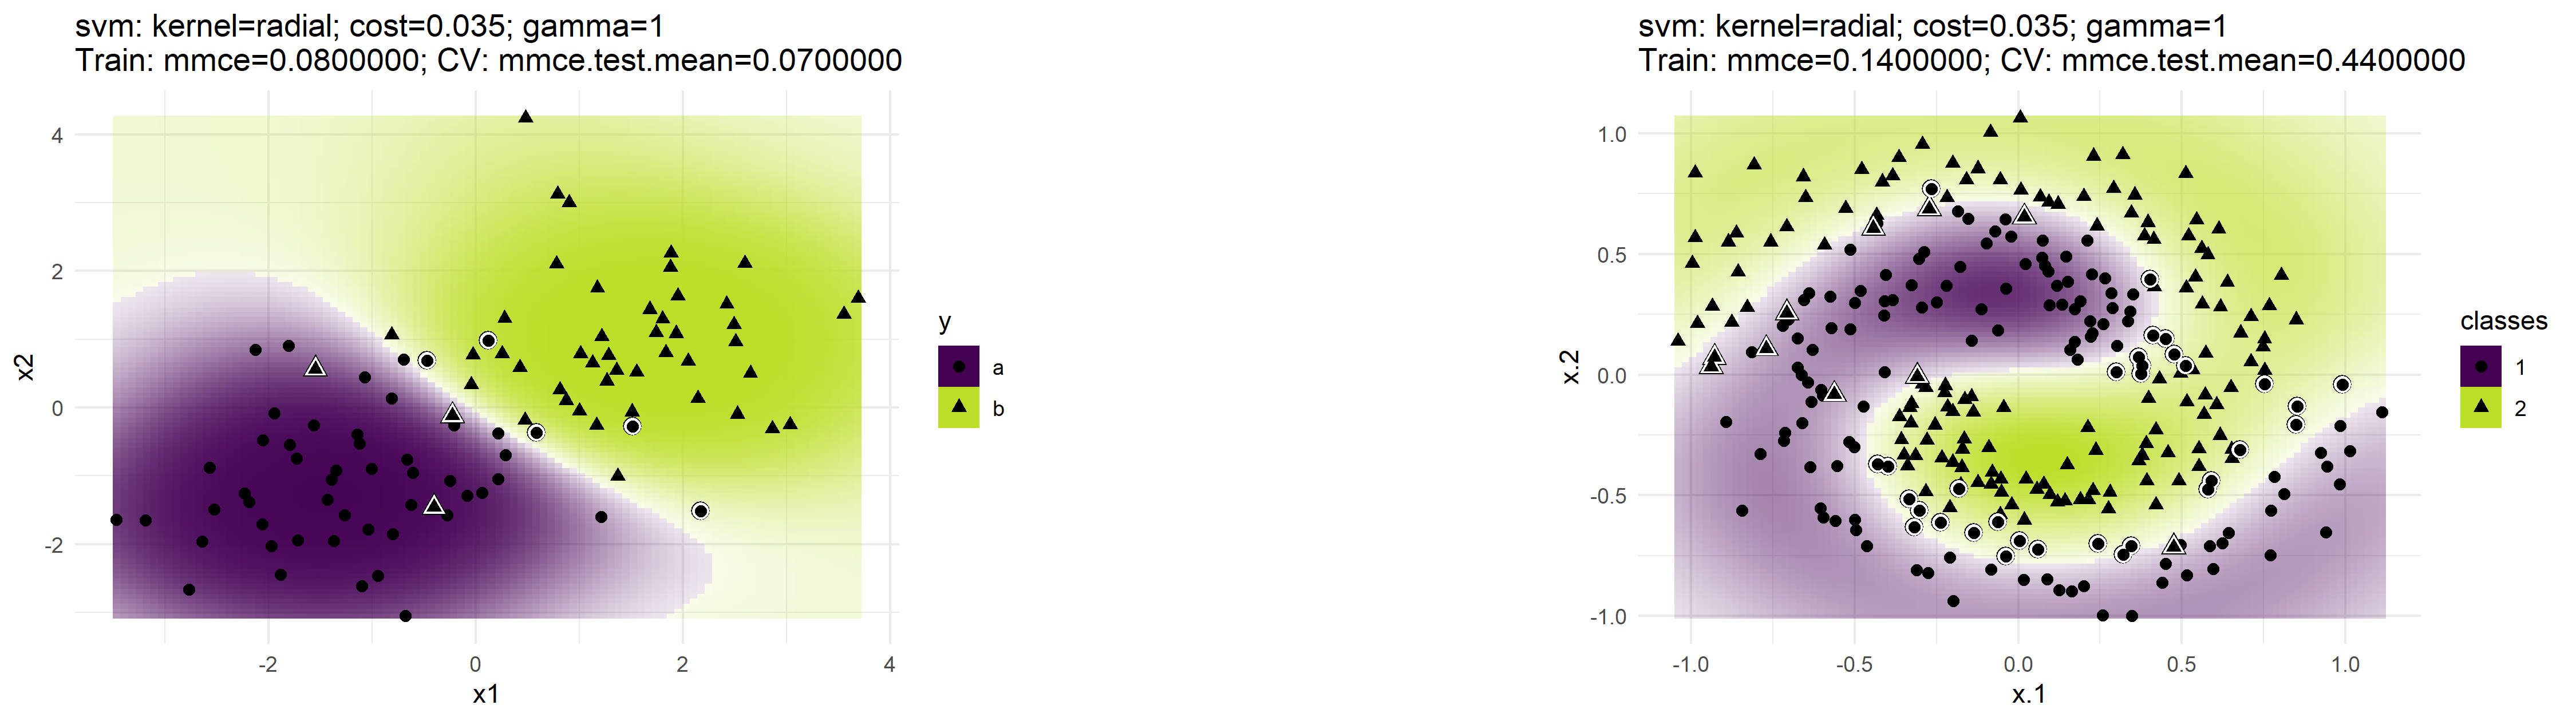 svm: kernel=radial; cost=0.035; gamma=1
Train: mmce=0.0800000; CV: mmce.test.mean=0.0700000
4
2
0
-2
x2
-2
0
2
4
x1
y
a
b
svm: kernel=radial; cost=0.035; gamma=1
Train: mmce=0.1400000; CV: mmce.test.mean=0.4400000
1.0
0.5
0.0
-0.5
-1.0
x.2
-1.0
-0.5
0.0
0.5
1.0
x.1
classes
1
2